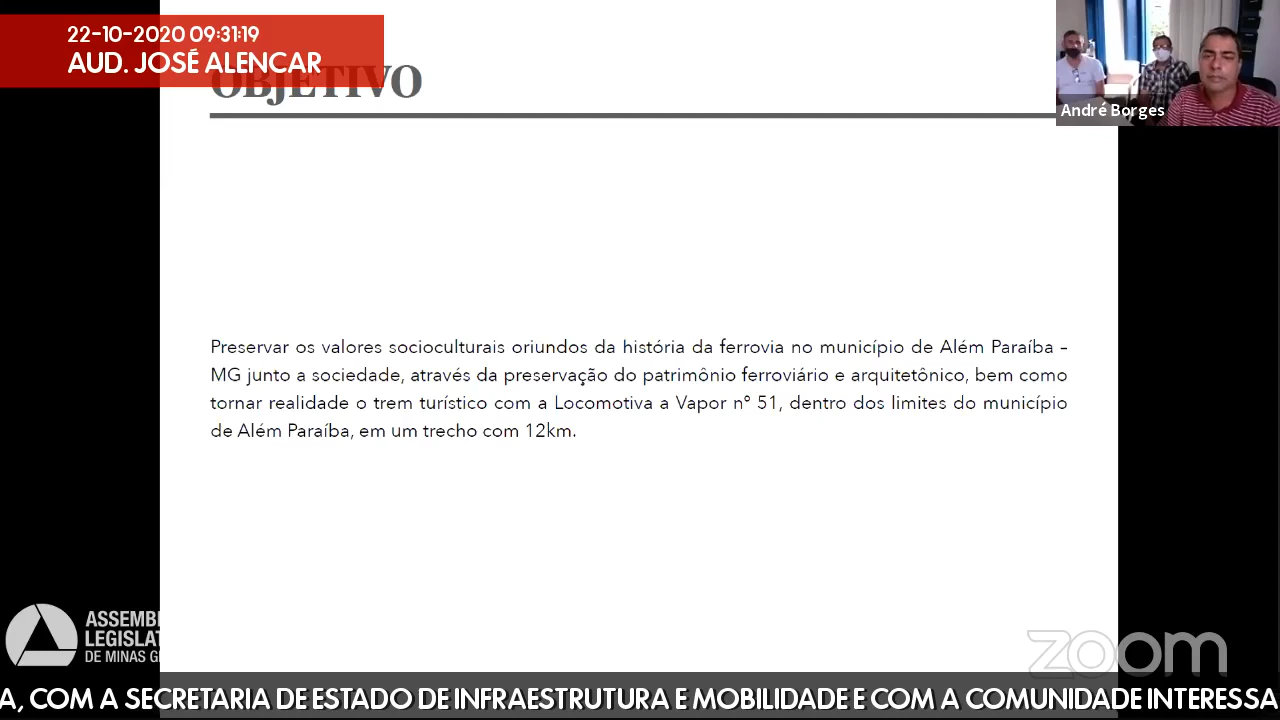 22-10-2020 09:31:19
AUD. JOSÉ ALENCAR
OBJETIVO
André Borges
Preservar os valores socioculturais oriundos da história da ferrovia no município de Além Paraíba –
MG junto a sociedade, através da preservação do patrimônio ferroviário e arquitetônico, bem como
tornar realidade o trem turístico com a Locomotiva a Vapor nº 51, dentro dos limites do município
de Além Paraíba, em um trecho com 12km.
ASSEMBL
LEGISLAT
DE MINAS GE
zoom
A, COM A SECRETARIA DE ESTADO DE INFRAESTRUTURA E MOBILIDADE E COM A COMUNIDADE INTERESSA